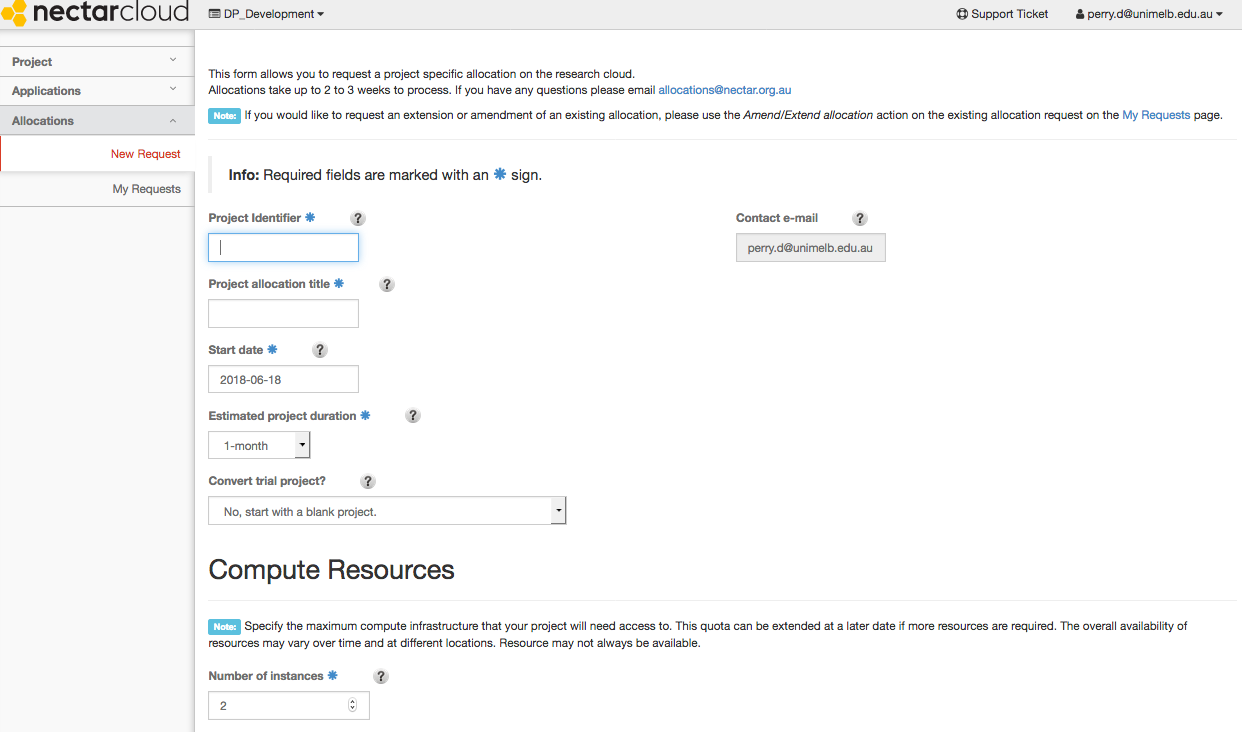 nectarcloud
DP_Development
Support Ticket
perry.d@unimelb.edu.au
Project
Applications
Allocations
New Request
My Requests
This form allows you to request a project specific allocation on the research cloud.
Allocations take up to 2 to 3 weeks to process. If you have any questions please email allocations@nectar.org.au
Note: If you would like to request an extension or amendment of an existing allocation, please use the Amend/Extend allocation action on the existing allocation request on the My Requests page.
Info: Required fields are marked with an * sign.
Project Identifier * ?
Contact e-mail ?
perry.d@unimelb.edu.au
Project allocation title * ?
Start date * ?
2018-06-18
Estimated project duration * ?
1-month
Convert trial project? ?
No, start with a blank project.
Compute Resources
Note: Specify the maximum compute infrastructure that your project will need access to. This quota can be extended at a later date if more resources are required. The overall availability of
resources may vary over time and at different locations. Resource may not always be available.
Number of instances * ?
2